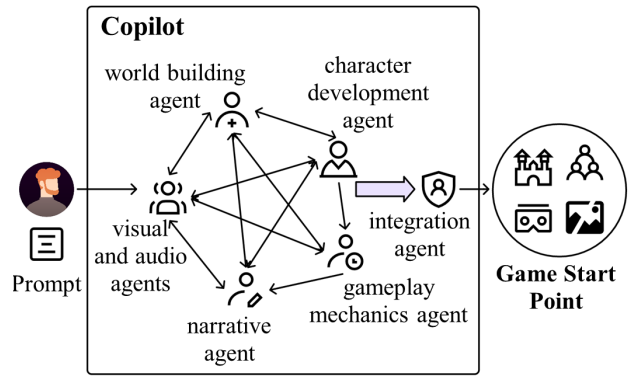 Copilot
world building
agent
character
development
agent
Prompt
visual
and audio
agents
integration
agent
gameplay
mechanics agent
narrative
agent
Game Start
Point